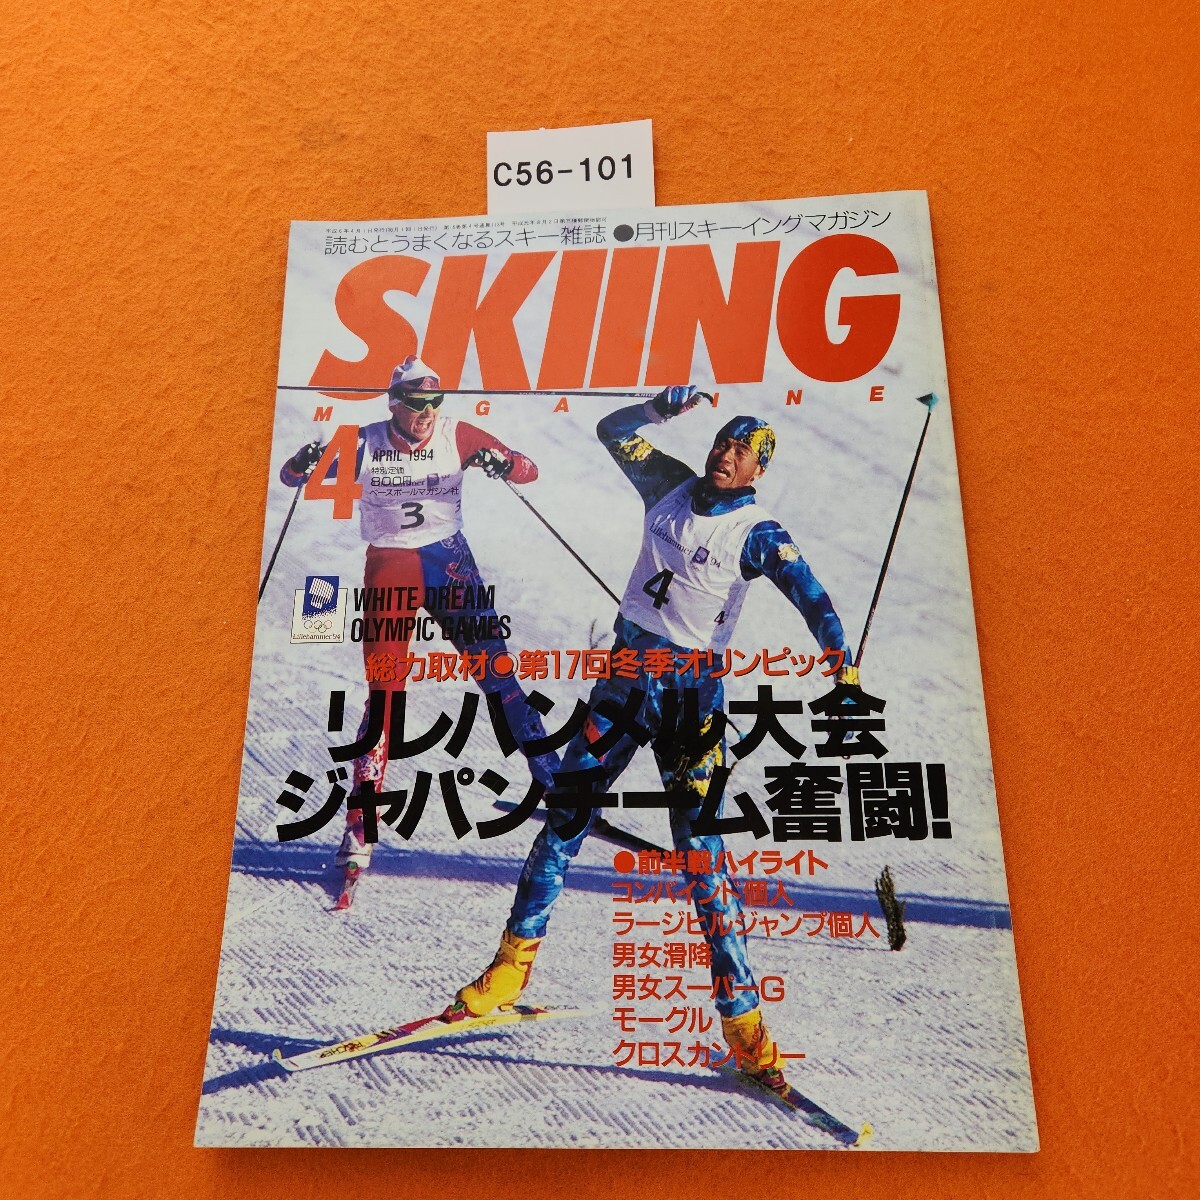 C56-101
読むとうまくなるスキー雑誌 ●月刊スキーイングマガジン
SKIING
MAGAZINE
4
APRIL 1994
特別定価
800円
ベースボールマガジン社
3
Lillehammer '94
4
4
Lillehammer '94
WHITE DREAM
OLYMPIC GAMES
総力取材●第17回冬季オリンピック
リレハンメル大会
ジャパンチーム奮闘!
●前半戦ハイライト
コンバインド個人
ラージヒルジャンプ個人
男女滑降
男女スーパーG
モーグル
クロスカントリー
FISCHER